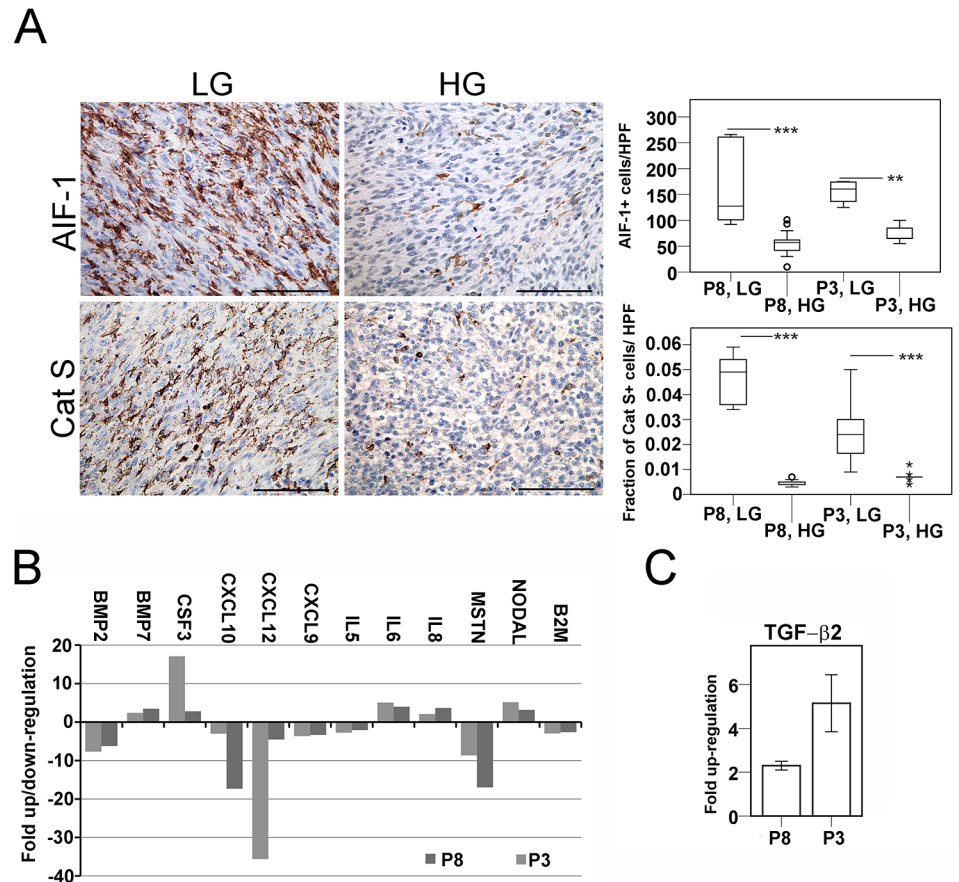 A
LG HG
AIF-1
Cat S
AIF-1+ cells/HPF
300
250
200
150
100
50
0
***
**
P8, LG
P8, HG
P3, LG
P3, HG
Fraction of Cat S+ cells/ HPF
0.06
0.05
0.04
0.03
0.02
0.01
0
***
***
P8, LG
P8, HG
P3, LG
P3, HG
B
BMP2
BMP7
CSF3
CXCL10
CXCL12
CXCL9
IL5
IL6
IL8
MSTN
NODAL
B2M
Fold up/down-regulation
20
10
0
-10
-20
-30
-40
P8 P3
C
TGF-β2
Fold up-regulation
6
4
2
0
P8 P3